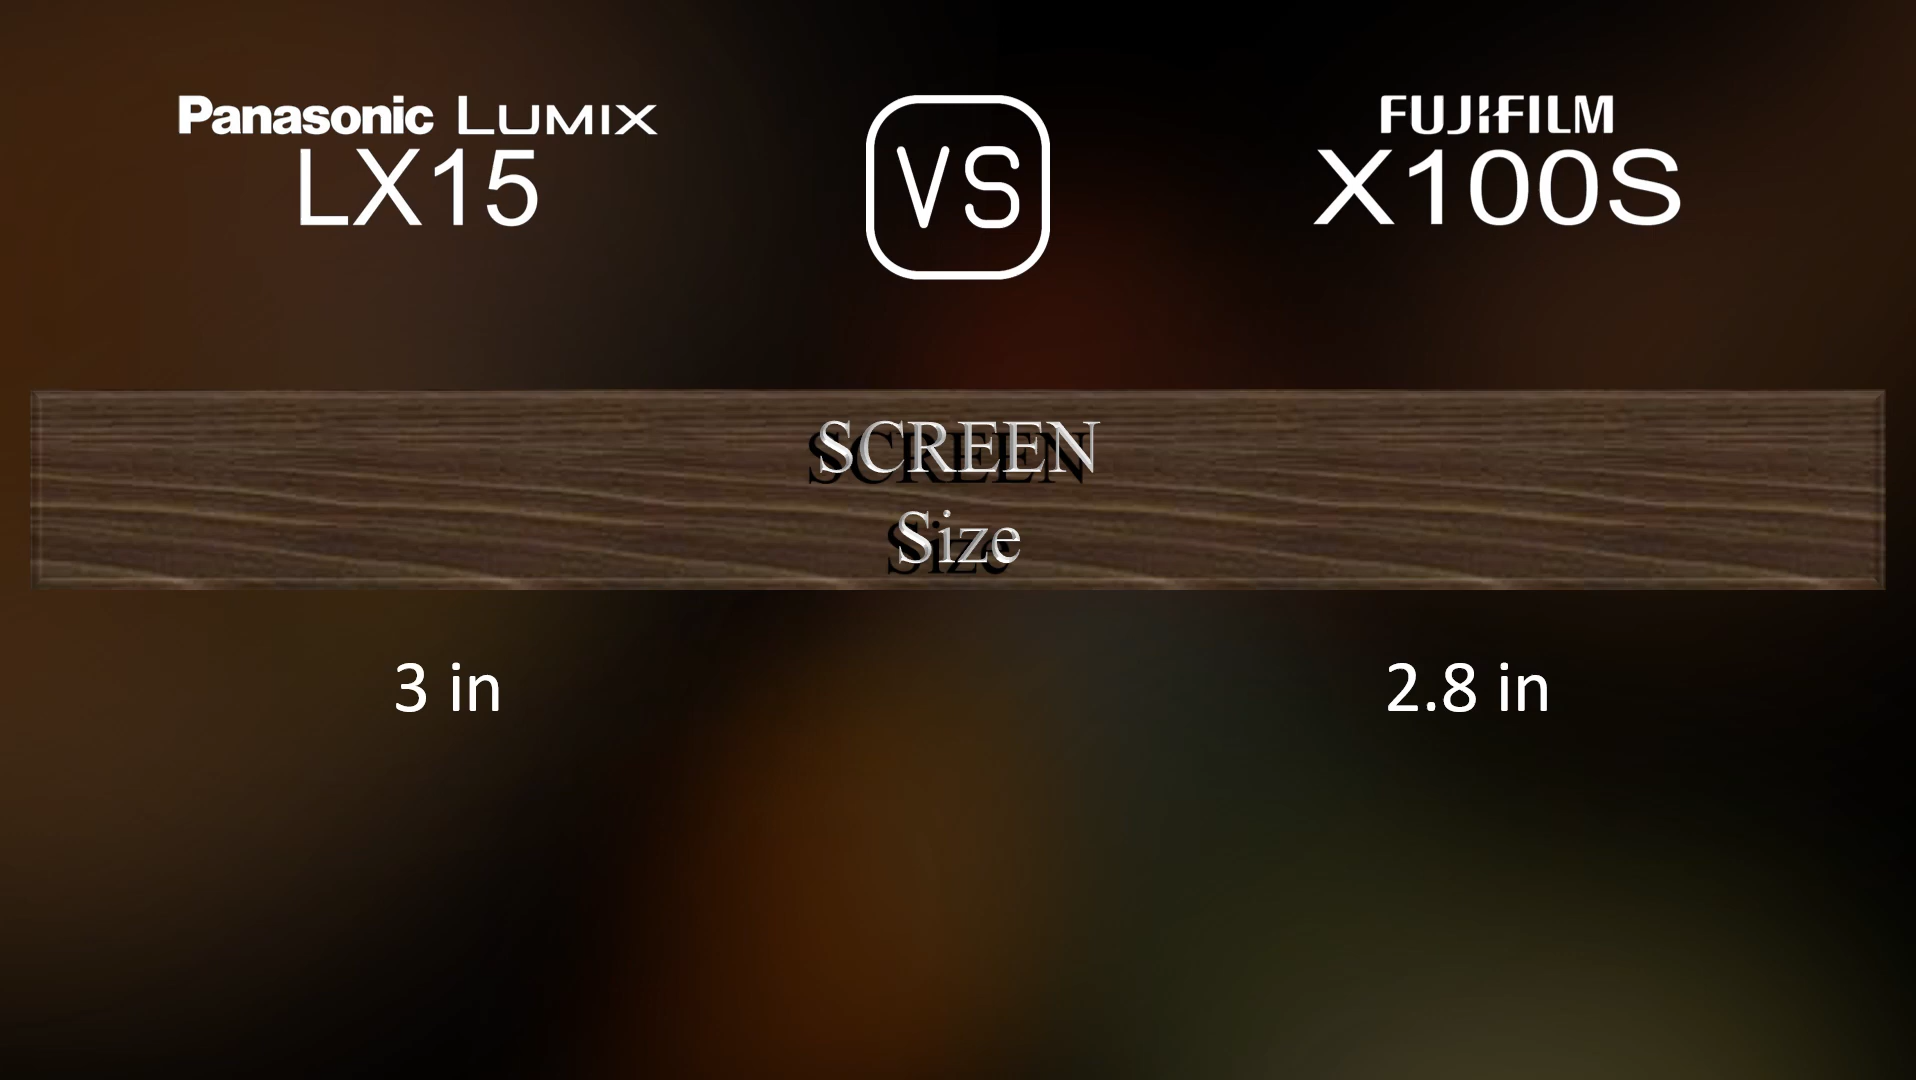 Panasonic LUMIX
LX15
VS
FUJIFILM
X100S
SCREEN
Size
3 in
2.8 in